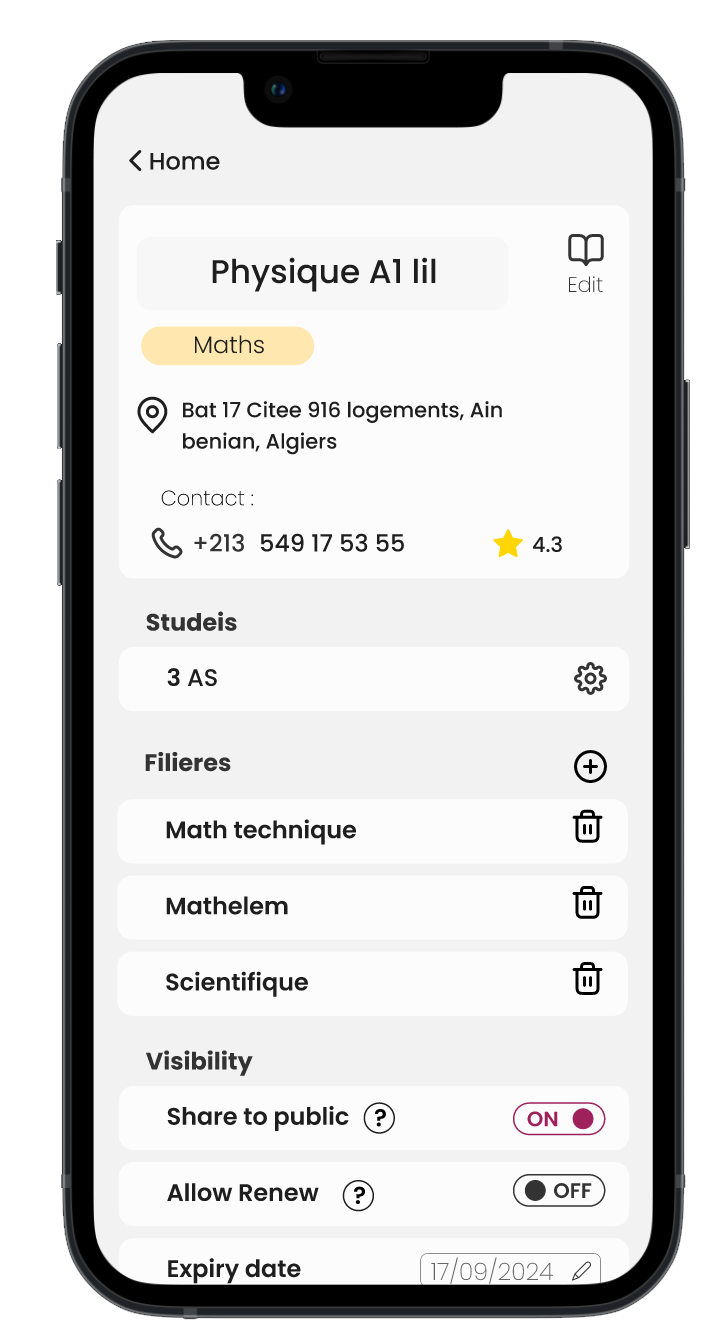 Home
Physique A1 lil
Edit
Maths
Bat 17 Citee 916 logements, Ain
benian, Algiers
Contact :
+213 549 17 53 55
4.3
Studeis
3 AS
Filieres
Math technique
Mathelem
Scientifique
Visibility
Share to public ? ON
Allow Renew ? OFF
Expiry date 17/09/2024